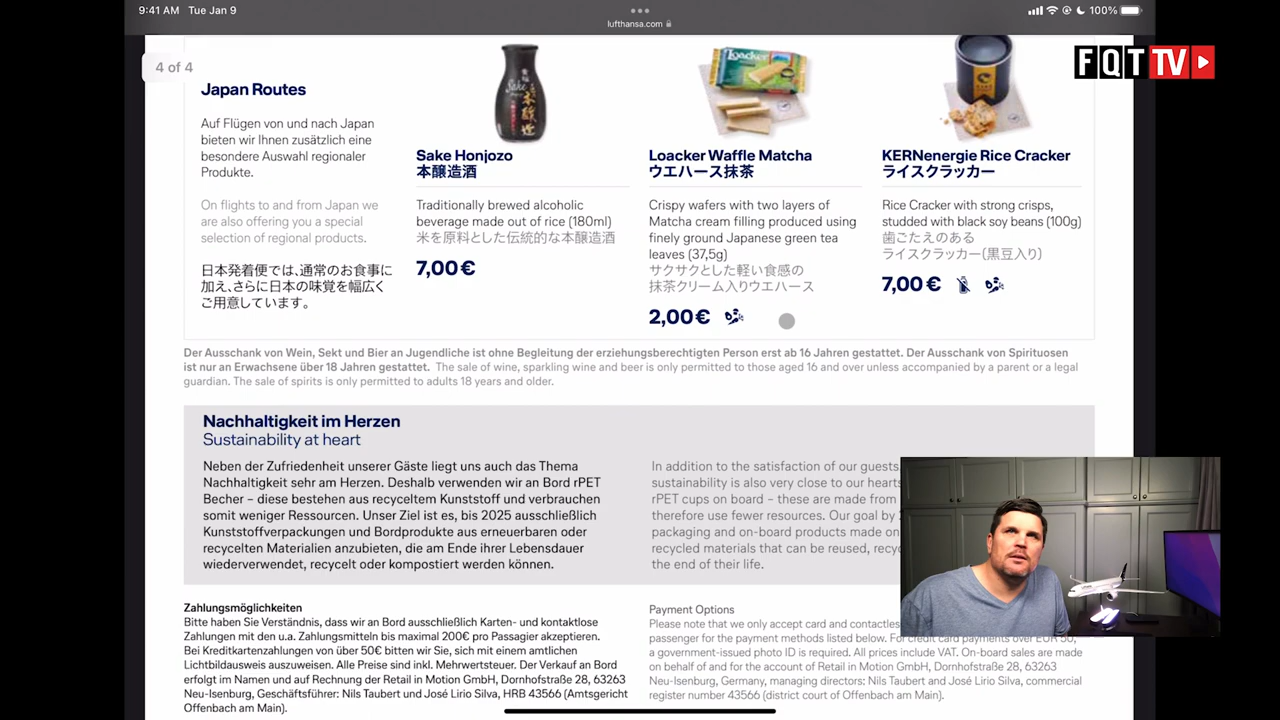 9:41 AM Tue Jan 9
lufthansa.com
100%
FQT TV
4 of 4
Japan Routes
Auf Flügen von und nach Japan
bieten wir Ihnen zusätzlich eine
besondere Auswahl regionaler
Produkte.
On flights to and from Japan we
are also offering you a special
selection of regional products.
日本発着便では、通常のお食事に
加え、さらに日本の味覚を幅広く
ご用意しています。
Sake Honjozo
本醸造酒
Traditionally brewed alcoholic
beverage made out of rice (180ml)
米を原料とした伝統的な本醸造酒
7,00 €
Loacker
Loacker Waffle Matcha
ウエハース抹茶
Crispy wafers with two layers of
Matcha cream filling produced using
finely ground Japanese green tea
leaves (37,5g)
サクサクとした軽い食感の
抹茶クリーム入りウエハース
2,00 €
KERNenergie Rice Cracker
ライスクラッカー
Rice Cracker with strong crisps,
studded with black soy beans (100g)
歯ごたえのある
ライスクラッカー(黒豆入り)
7,00 €
Der Ausschank von Wein, Sekt und Bier an Jugendliche ist ohne Begleitung der erziehungsberechtigten Person erst ab 16 Jahren gestattet. Der Ausschank von Spirituosen
ist nur an Erwachsene über 18 Jahren gestattet. The sale of wine, sparkling wine and beer is only permitted to those aged 16 and over unless accompanied by a parent or a legal
guardian. The sale of spirits is only permitted to adults 18 years and older.
Nachhaltigkeit im Herzen
Sustainability at heart
Neben der Zufriedenheit unserer Gäste liegt uns auch das Thema
Nachhaltigkeit sehr am Herzen. Deshalb verwenden wir an Bord rPET
Becher – diese bestehen aus recyceltem Kunststoff und verbrauchen
somit weniger Ressourcen. Unser Ziel ist es, bis 2025 ausschließlich
Kunststoffverpackungen und Bordprodukte aus erneuerbaren oder
recycelten Materialien anzubieten, die am Ende ihrer Lebensdauer
wiederverwendet, recycelt oder kompostiert werden können.
In addition to the satisfaction of our guests,
sustainability is also very close to our hearts
rPET cups on board – these are made from
therefore use fewer resources. Our goal by
packaging and on-board products made on
recycled materials that can be reused, recyc
the end of their life.
Zahlungsmöglichkeiten
Bitte haben Sie Verständnis, dass wir an Bord ausschließlich Karten- und kontaktlose
Zahlungen mit den u.a. Zahlungsmitteln bis maximal 200€ pro Passagier akzeptieren.
Bei Kreditkartenzahlungen von über 50€ bitten wir Sie, sich mit einem amtlichen
Lichtbildausweis auszuweisen. Alle Preise sind inkl. Mehrwertsteuer. Der Verkauf an Bord
erfolgt im Namen und auf Rechnung der Retail in Motion GmbH, Dornhofstraße 28, 63263
Neu-Isenburg, Geschäftsführer: Nils Taubert und José Lirio Silva, HRB 43566 (Amtsgericht
Offenbach am Main).
Payment Options
Please note that we only accept card and contactles
passenger for the payment methods listed below. For credit card payments over EUR 50,
a government-issued photo ID is required. All prices include VAT. On-board sales are made
on behalf of and for the account of Retail in Motion GmbH, Dornhofstraße 28, 63263
Neu-Isenburg, Germany, managing directors: Nils Taubert und José Lirio Silva, commercial
register number 43566 (district court of Offenbach am Main).